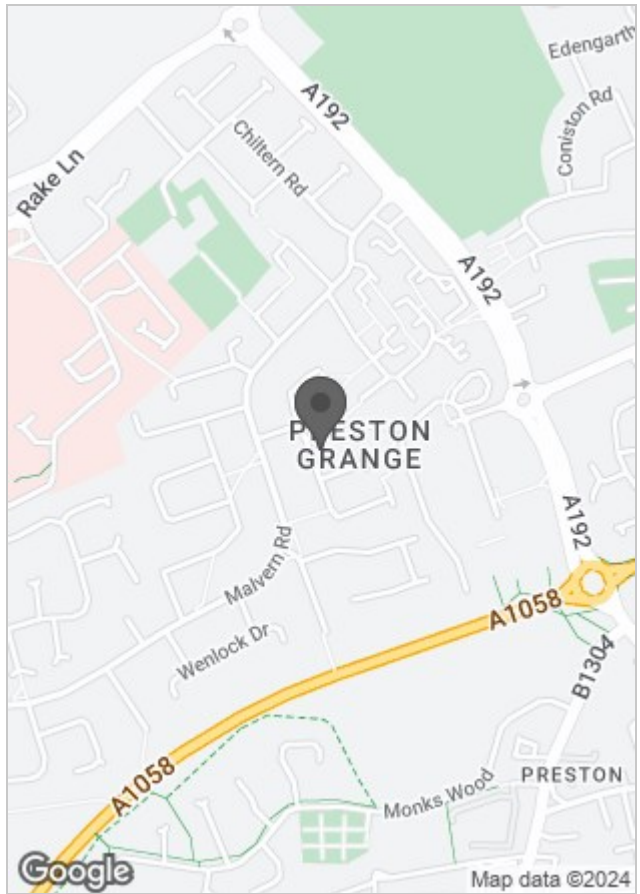 Edengarth
A192
Coniston Rd
Chiltern Rd
Rake Ln
A192
PRESTON
GRANGE
A192
Malvern Rd
A1058
Wenlock Dr
B1304
A1058
PRESTON
Monks Wood
Google
Map data ©2024